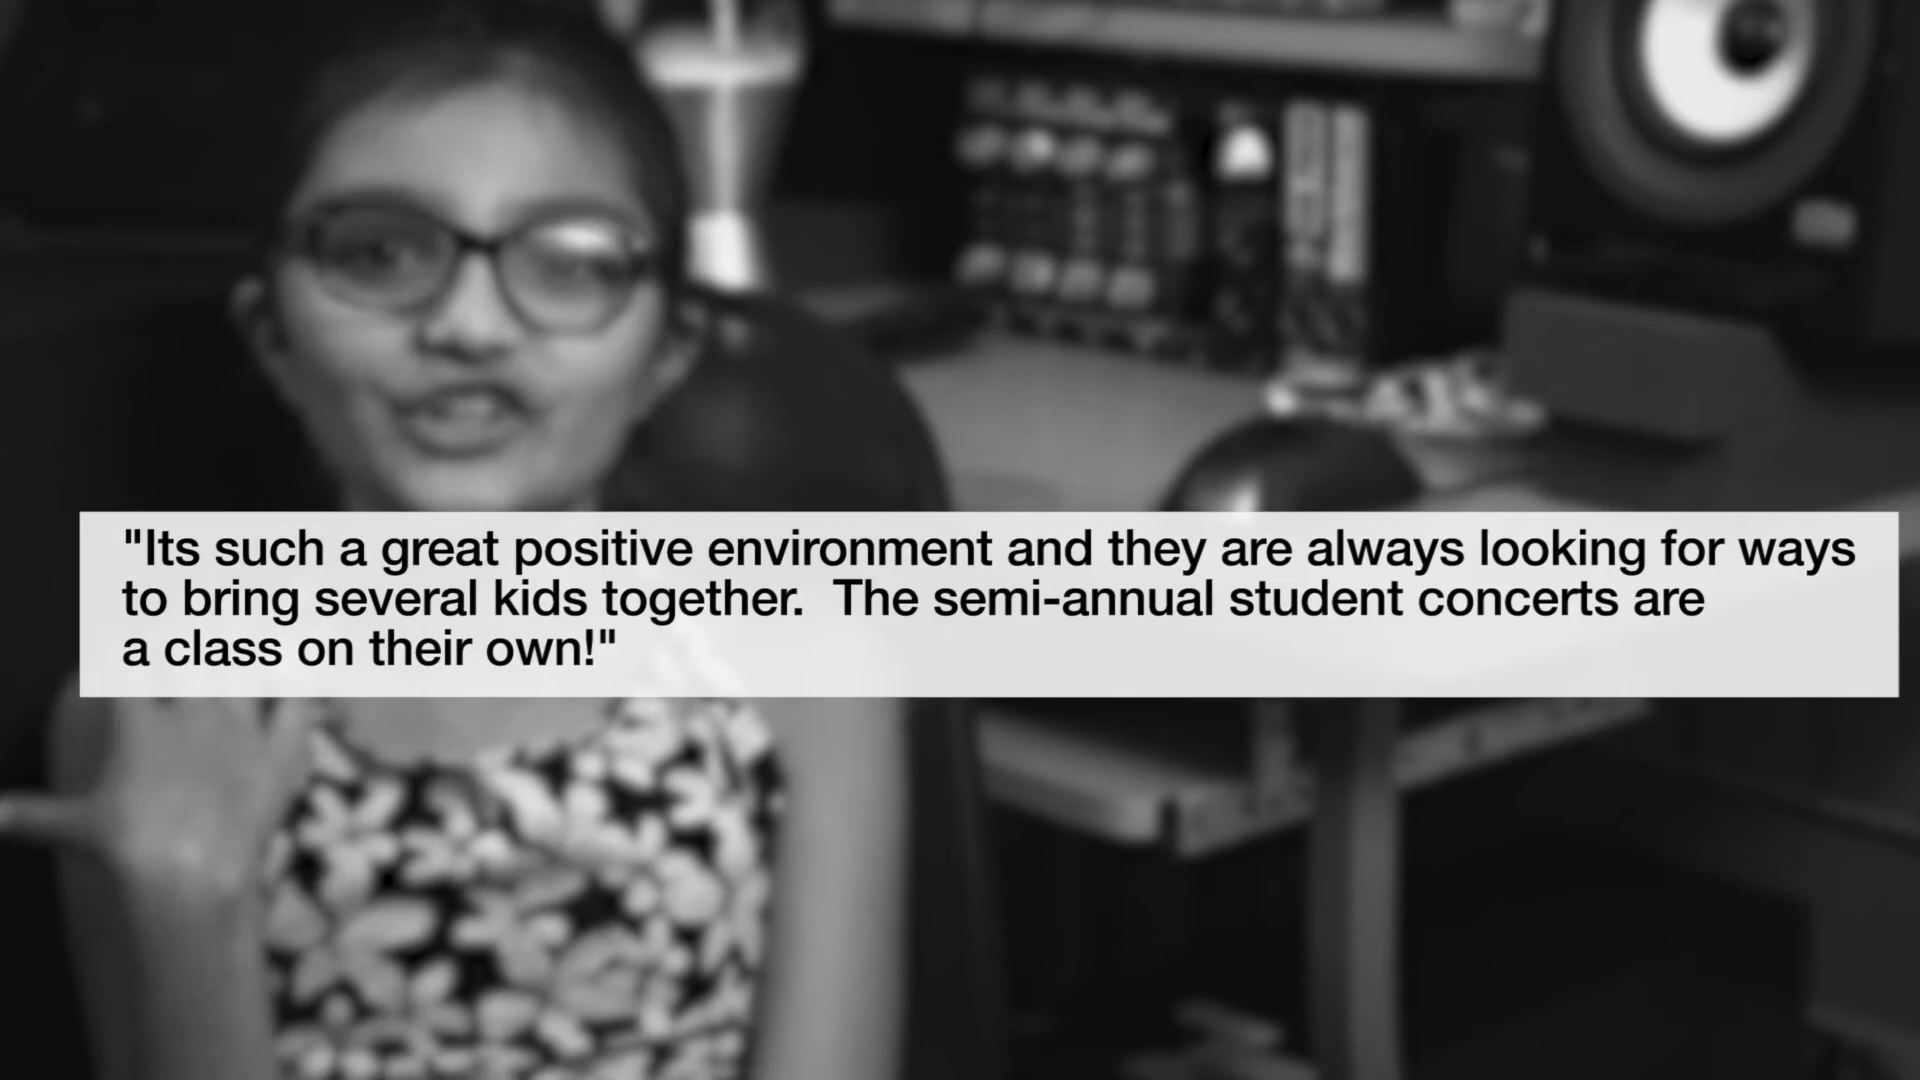 "Its such a great positive environment and they are always looking for ways
to bring several kids together.  The semi-annual student concerts are
a class on their own!"